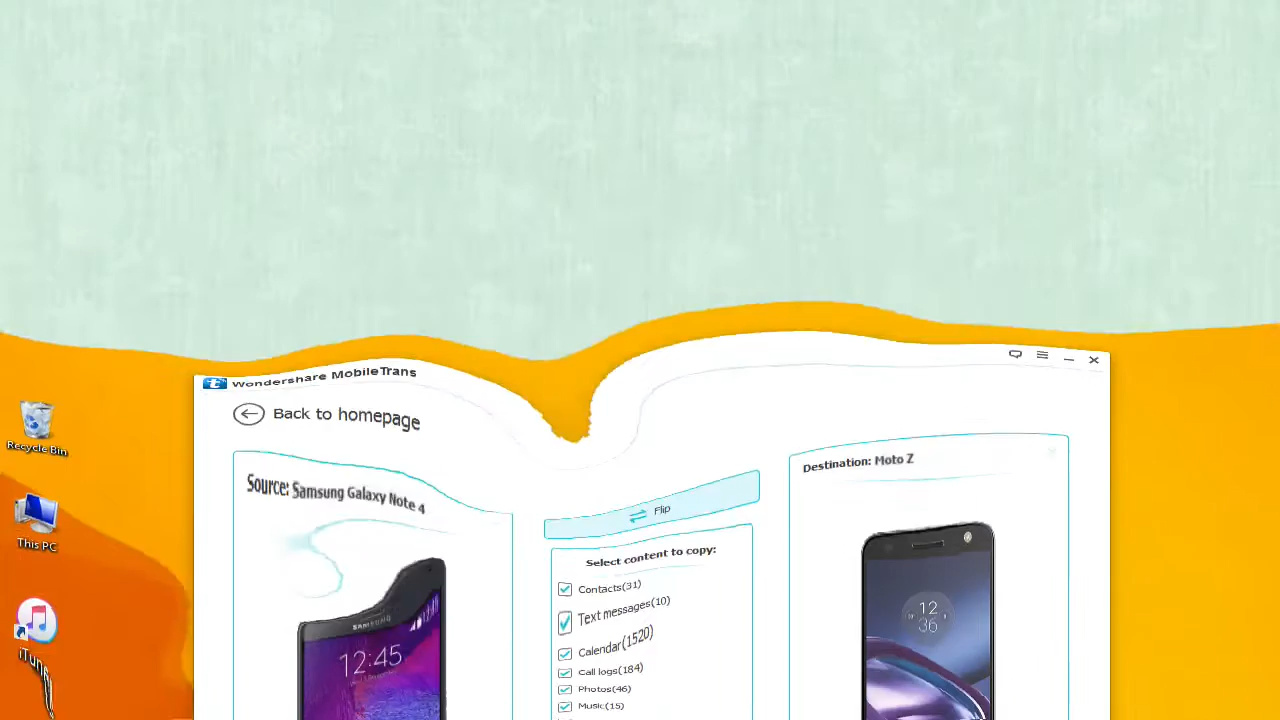 Wondershare MobileTrans
Back to homepage
Recycle Bin
This PC
iTunes
Source: Samsung Galaxy Note 4
SAMSUNG
12:45
Flip
Select content to copy:
Contacts(31)
Text messages(10)
Calendar(1520)
Call logs(184)
Photos(46)
Music(15)
Destination: Moto Z
12
36